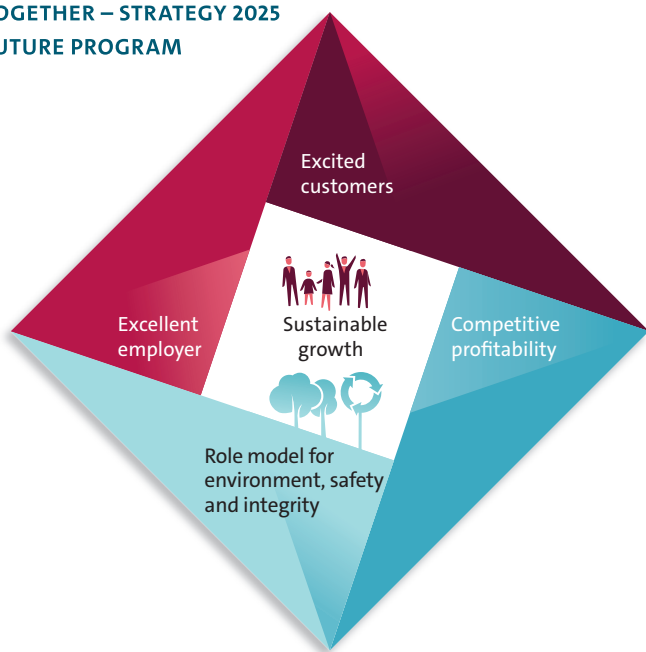 OGETHER – STRATEGY 2025
UTURE PROGRAM
Excited
customers
Excellent
employer
Sustainable
growth
Competitive
profitability
Role model for
environment, safety
and integrity